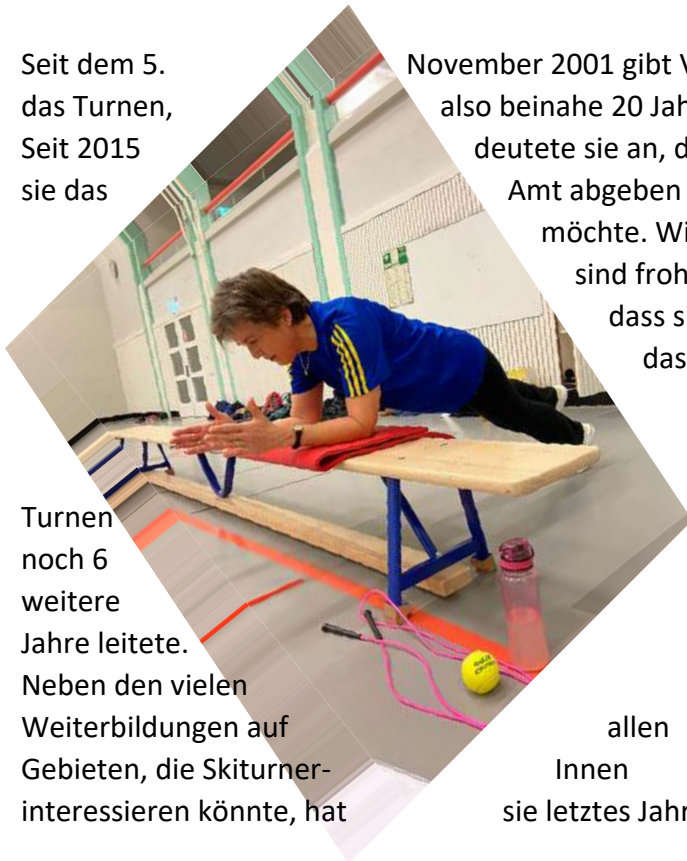 Seit dem 5. November 2001 gibt
das Turnen, also beinahe 20
Seit 2015 deutete sie an,
sie das Amt abgeben
möchte.
sind froh
dass
das
Turnen
noch 6
weitere
Jahre leitete.
Neben den vielen
Weiterbildungen auf allen
Gebieten, die Skiturner- Innen
interessieren könnte, hat sie letztes Jahr